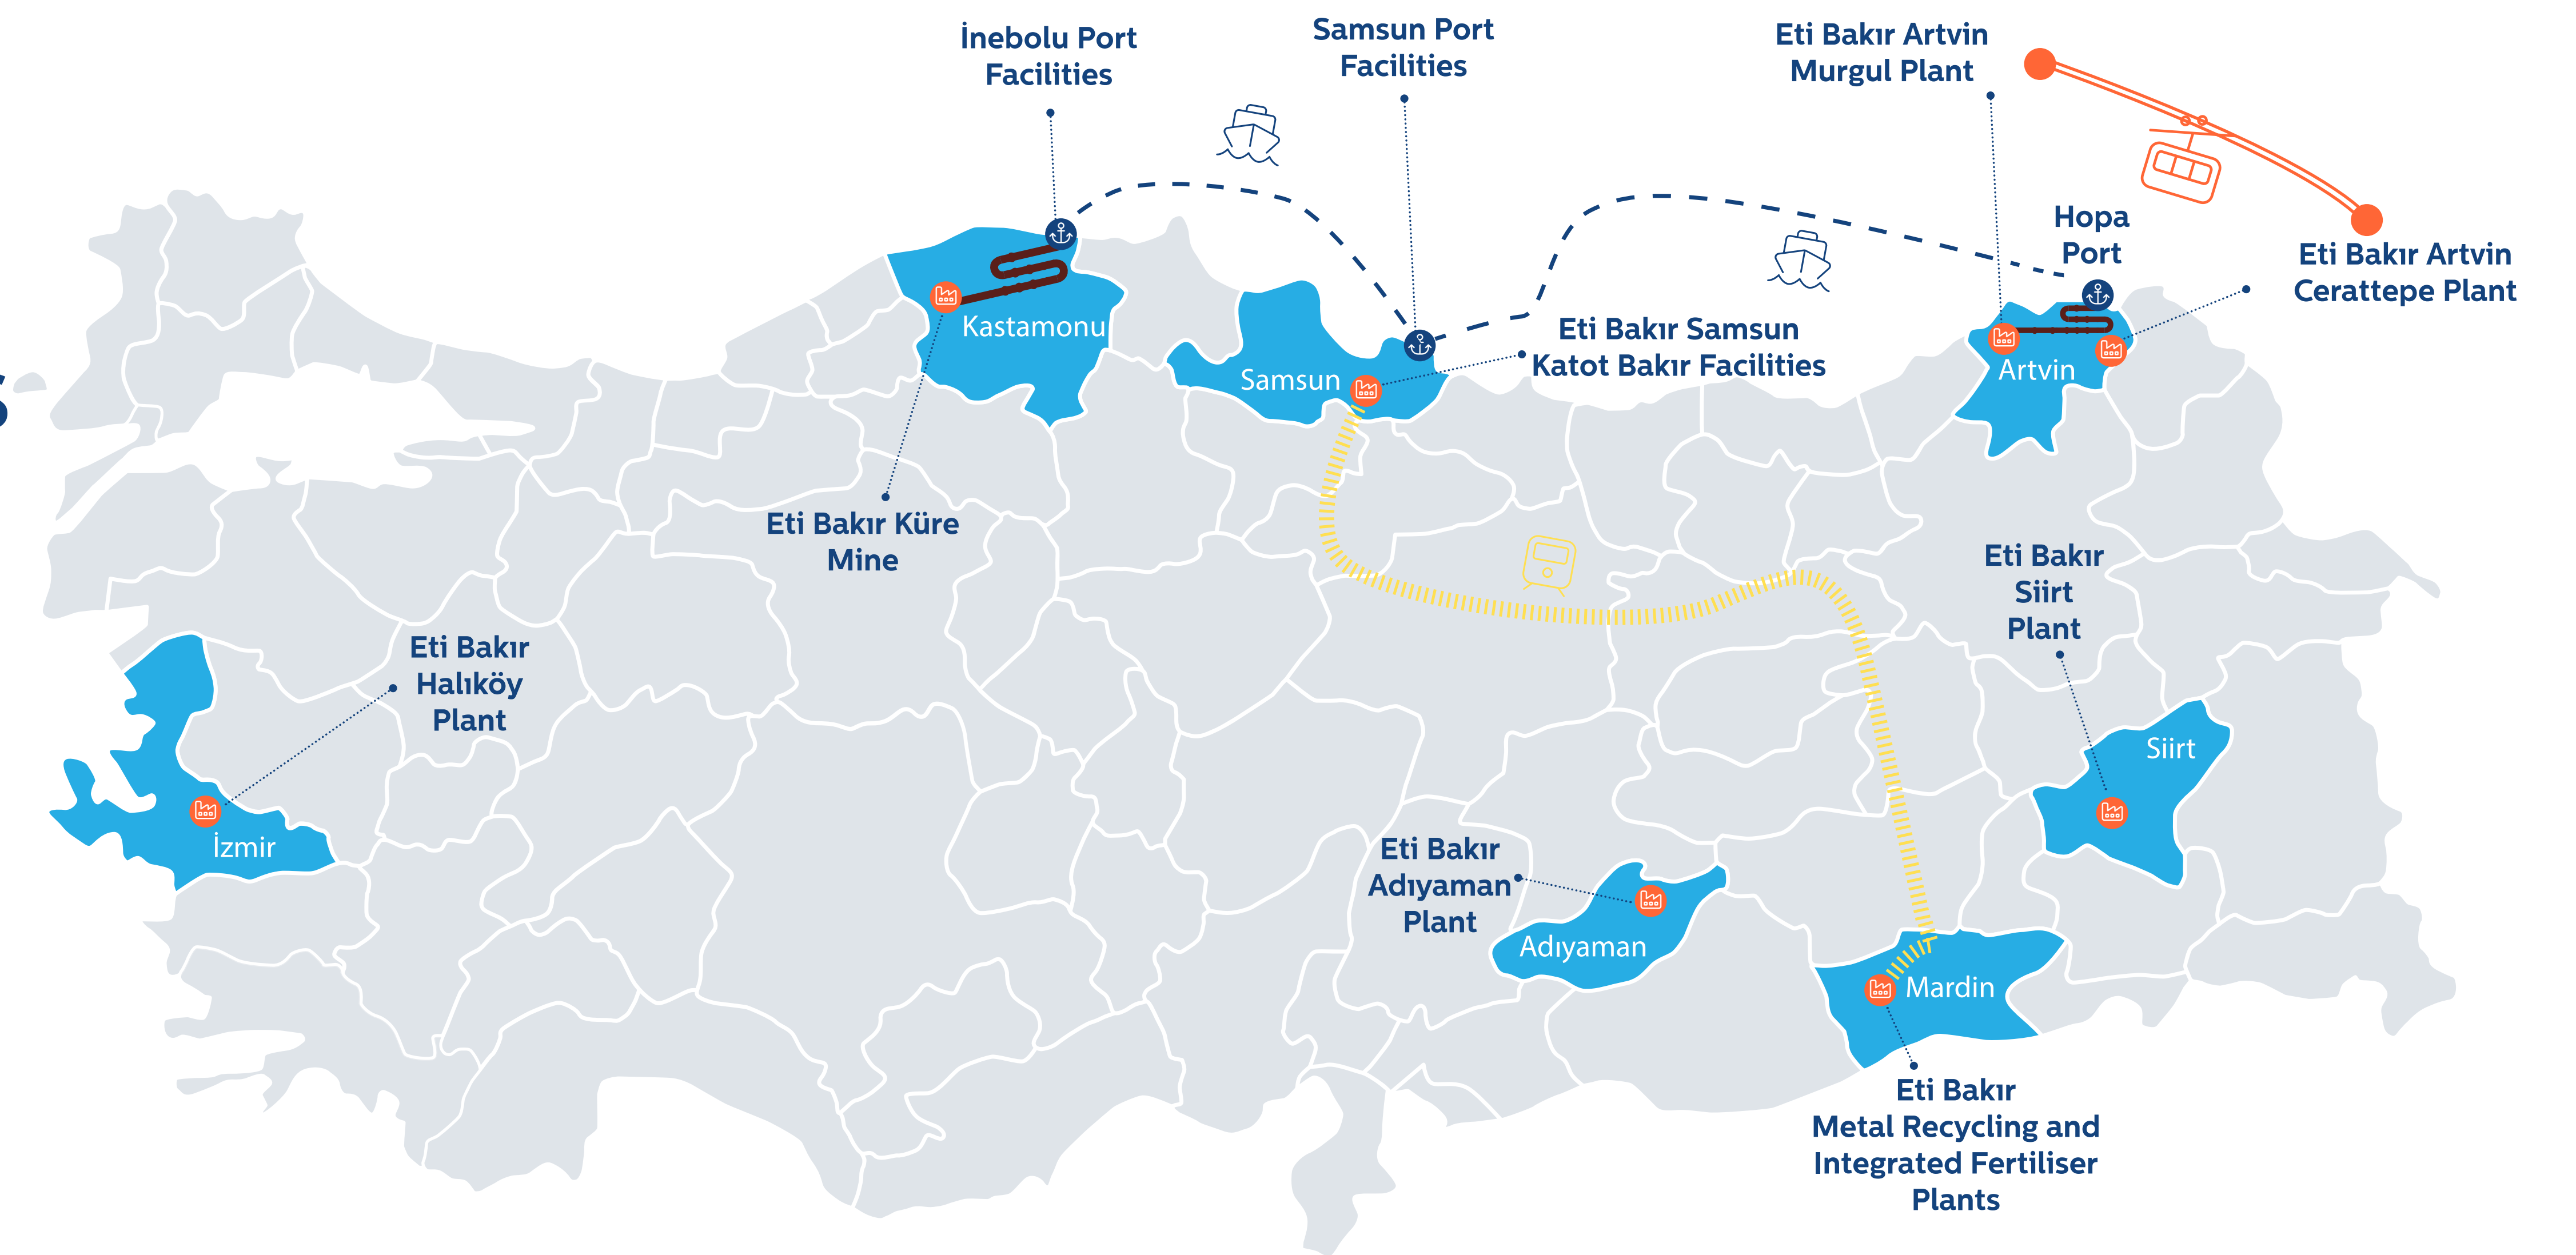 İnebolu Port
Facilities
Samsun Port
Facilities
Eti Bakır Artvin
Murgul Plant
Hopa
Port
Eti Bakır Artvin
Cerattepe Plant
Kastamonu
Samsun
Eti Bakır Samsun
Katot Bakır Facilities
Artvin
Eti Bakır Küre
Mine
Eti Bakır
Siirt
Plant
Eti Bakır
Halıköy
Plant
Siirt
İzmir
Eti Bakır
Adıyaman
Plant
Adıyaman
Mardin
Eti Bakır
Metal Recycling and
Integrated Fertiliser
Plants